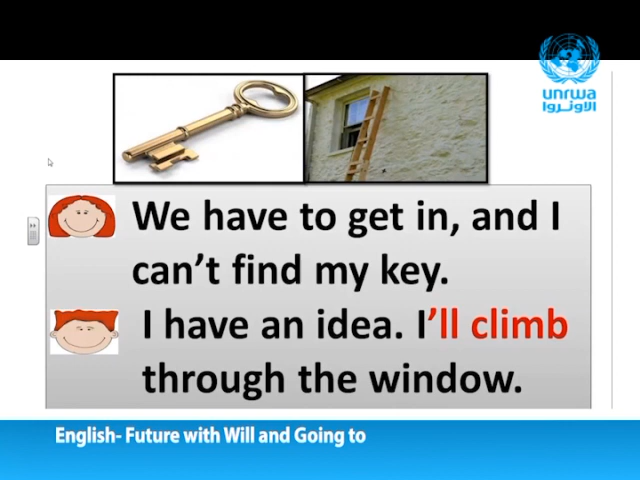 unrwa
الأونروا
We have to get in, and I
can’t find my key.
I have an idea. I’ll climb
through the window.
English- Future with Will and Going to